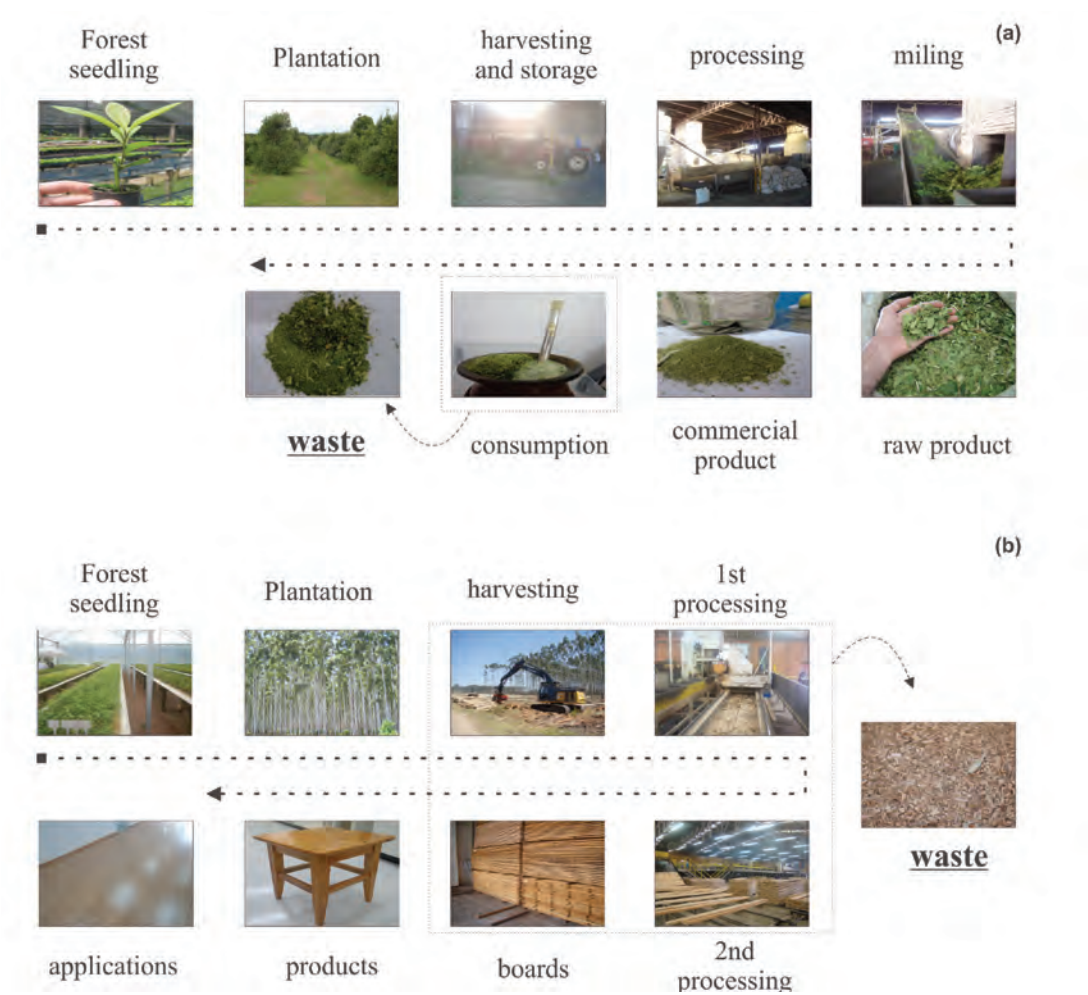 (a)
Forest
seedling
Plantation
harvesting
and storage
processing
miling
waste
consumption
commercial
product
raw product
(b)
Forest
seedling
Plantation
harvesting
1st
processing
waste
applications
products
boards
2nd
processing